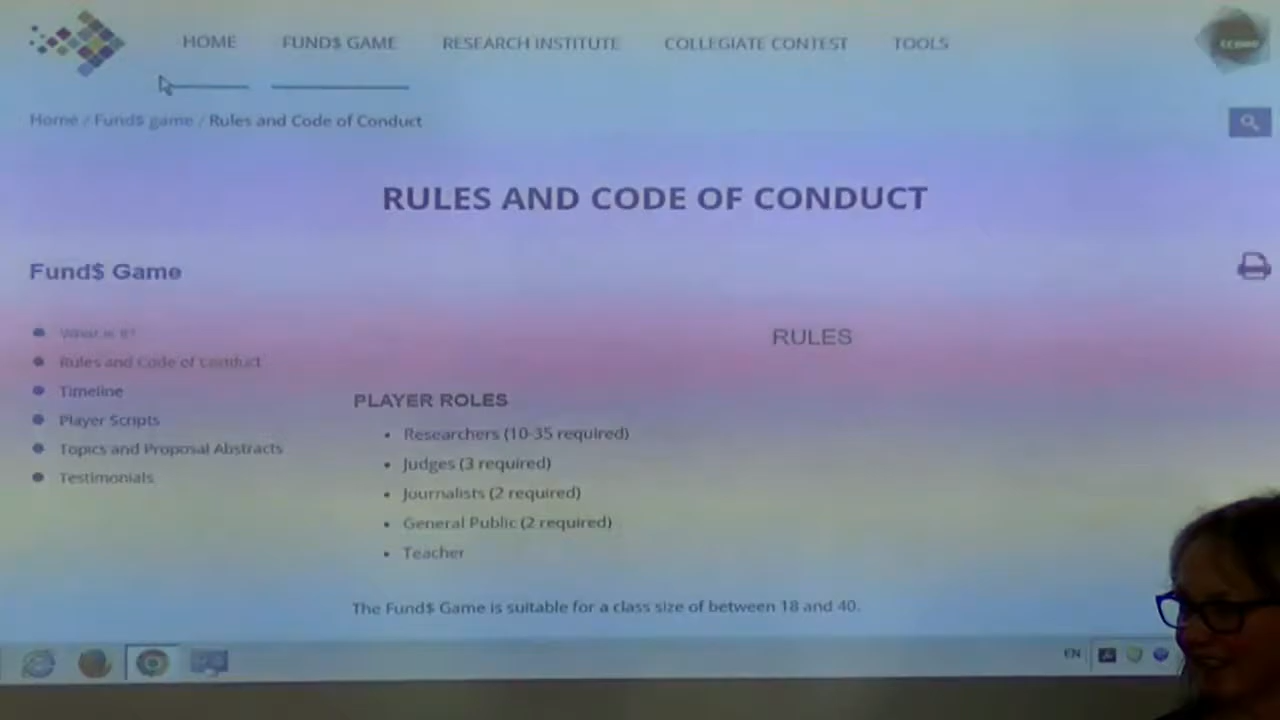 HOME FUND$ GAME RESEARCH INSTITUTE COLLEGIATE CONTEST TOOLS
Home / Fund$ game / Rules and Code of Conduct
RULES AND CODE OF CONDUCT
Fund$ Game
What is it?
Rules and Code of Conduct
Timeline
Player Scripts
Topics and Proposal Abstracts
Testimonials
RULES
PLAYER ROLES
Researchers (10-35 required)
Judges (3 required)
Journalists (2 required)
General Public (2 required)
Teacher
The Fund$ Game is suitable for a class size of between 18 and 40.
EN